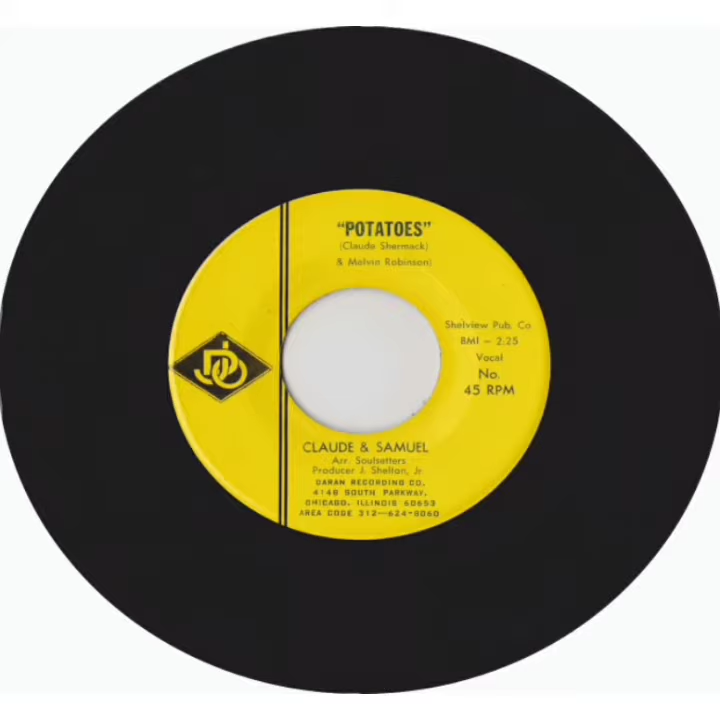 "POTATOES"
(Claude Shermack)
& Melvin Robinson)
Shelview Pub. Co
BMI - 2.25
Vocal
No.
45 RPM
JDO
CLAUDE & SAMUEL
Arr. Soulsetters
Producer J. Shelton, Jr
DARAN RECORDING CO.
4148 SOUTH PARKWAY.
CHICAGO, ILLINOIS 60653
AREA CODE 312—624-8060